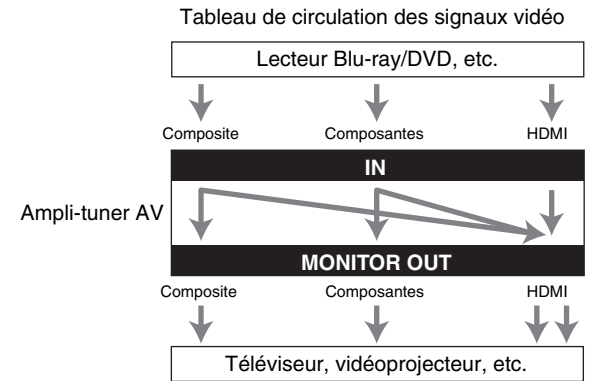 Tableau de circulation des signaux vidéo
Lecteur Blu-ray/DVD, etc.
Composite Composantes HDMI
IN
Ampli-tuner AV
MONITOR OUT
Composite Composantes HDMI
Téléviseur, vidéoprojecteur, etc.